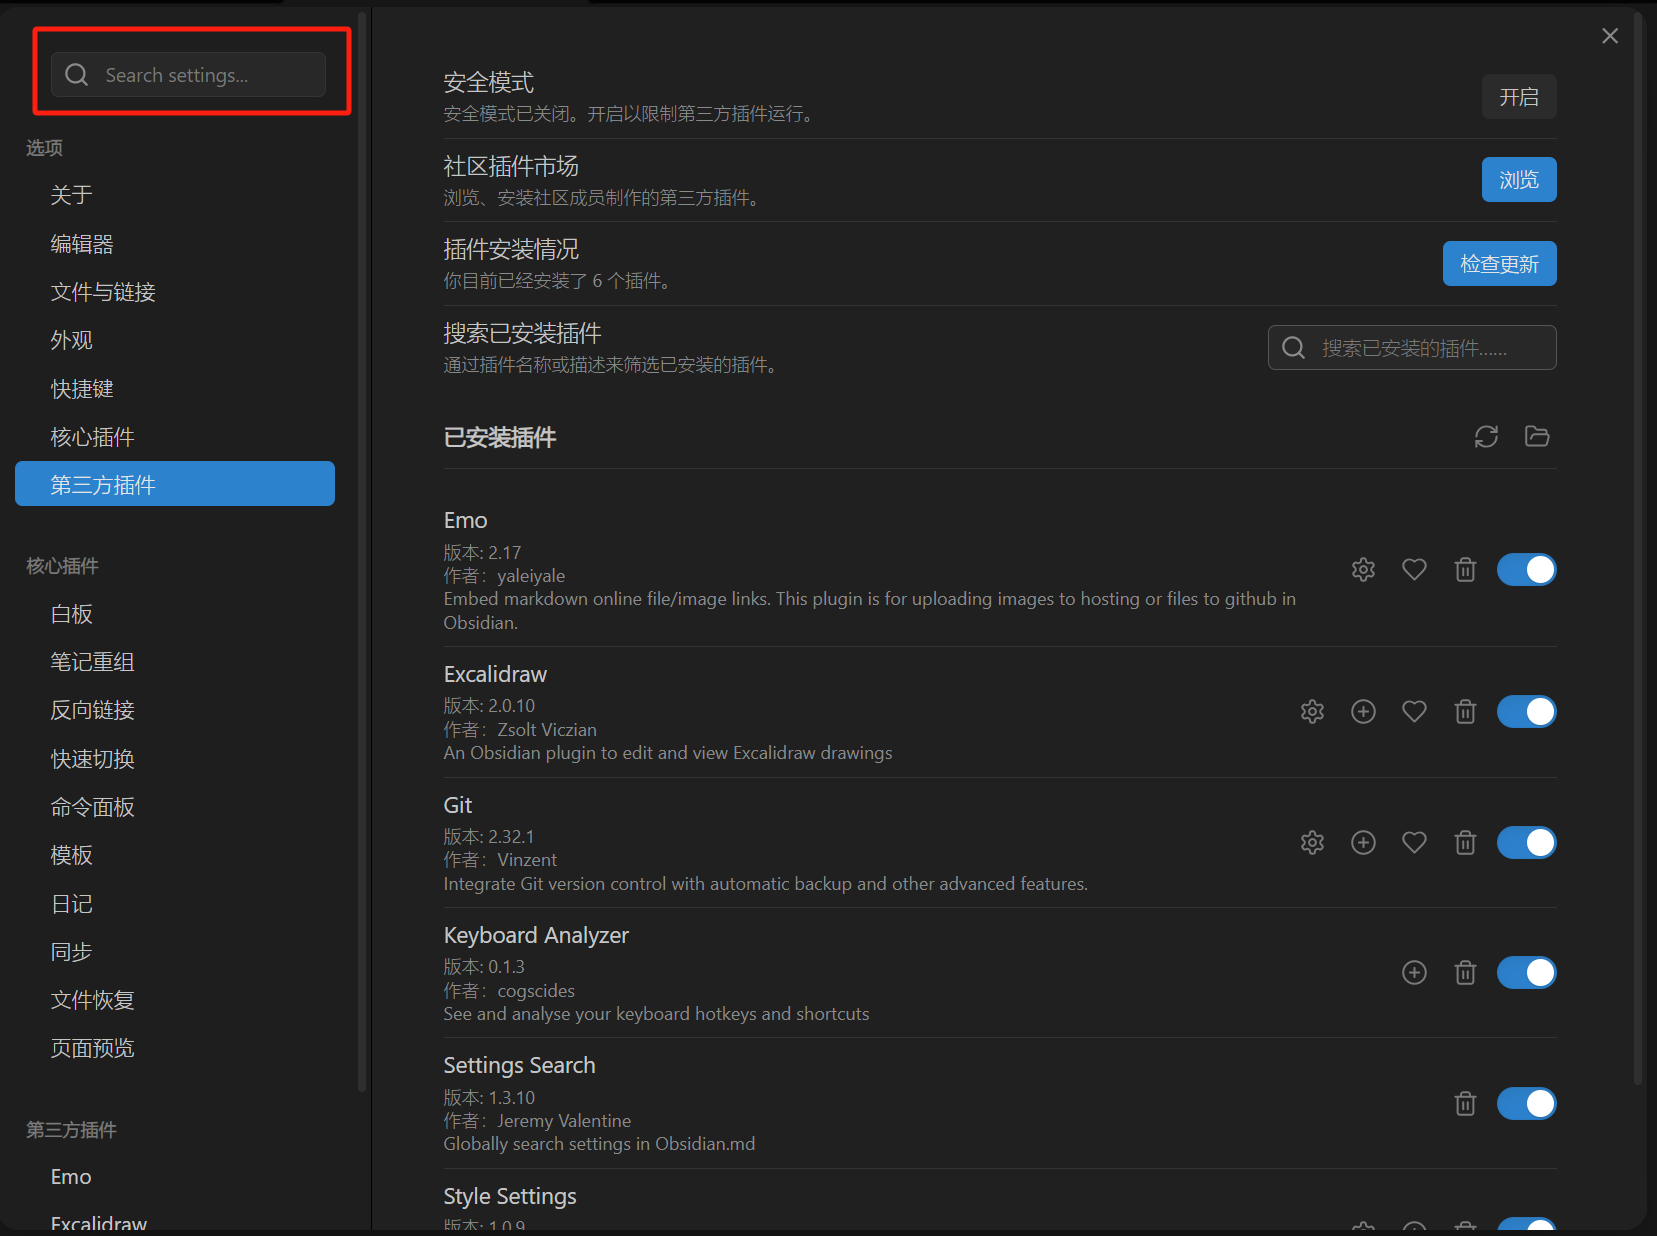 Search settings...
选项
关于
编辑器
文件与链接
外观
快捷键
核心插件
第三方插件
核心插件
白板
笔记重组
反向链接
快速切换
命令面板
模板
日记
同步
文件恢复
页面预览
第三方插件
Emo
Excalidraw
安全模式
安全模式已关闭。开启以限制第三方插件运行。
开启
社区插件市场
浏览、安装社区成员制作的第三方插件。
浏览
插件安装情况
你目前已经安装了 6 个插件。
检查更新
搜索已安装插件
通过插件名称或描述来筛选已安装的插件。
搜索已安装的插件......
已安装插件
Emo
版本: 2.17
作者：yaleiyale
Embed markdown online file/image links. This plugin is for uploading images to hosting or files to github in
Obsidian.
Excalidraw
版本: 2.0.10
作者：Zsolt Viczian
An Obsidian plugin to edit and view Excalidraw drawings
Git
版本: 2.32.1
作者：Vinzent
Integrate Git version control with automatic backup and other advanced features.
Keyboard Analyzer
版本: 0.1.3
作者：cogscides
See and analyse your keyboard hotkeys and shortcuts
Settings Search
版本: 1.3.10
作者：Jeremy Valentine
Globally search settings in Obsidian.md
Style Settings
版本: 1.0.9